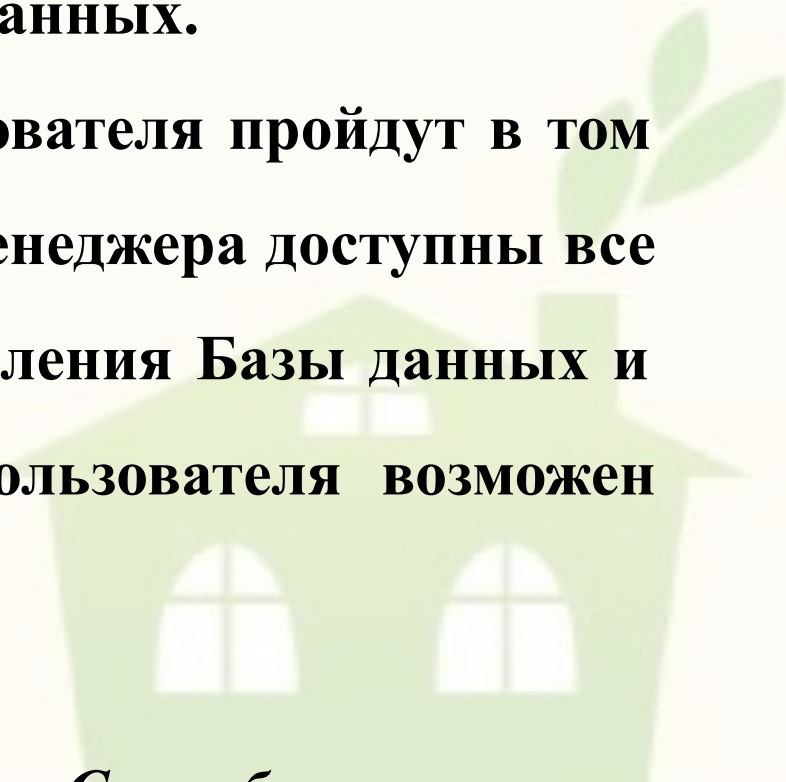 анных.
ователя пройдут в том
енеджера доступны все
ления Базы данных и
ользователя возможен